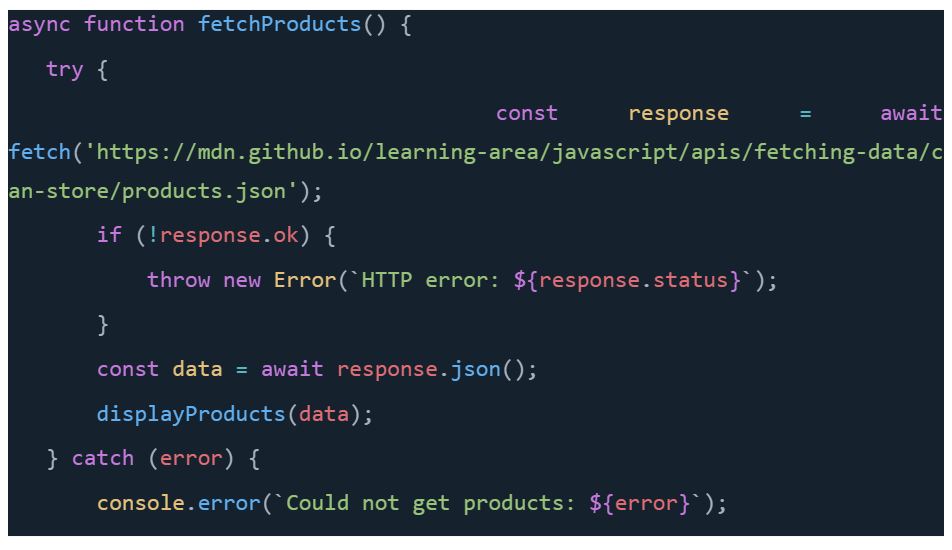 async function fetchProducts() {
try {
const response = await
fetch('https://mdn.github.io/learning-area/javascript/apis/fetching-data/c
an-store/products.json');
if (!response.ok) {
throw new Error(`HTTP error: ${response.status}`);
}
const data = await response.json();
displayProducts(data);
} catch (error) {
console.error(`Could not get products: ${error}`);